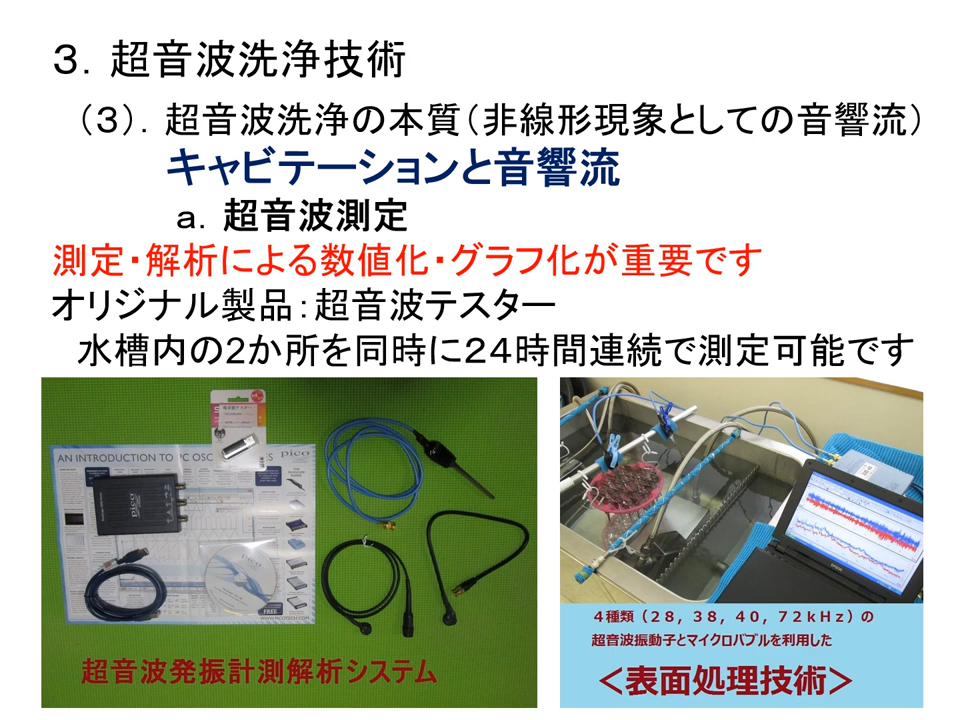 ３．超音波洗浄技術
（３）．超音波洗浄の本質（非線形現象としての音響流）
キャビテーションと音響流
ａ．超音波測定
測定・解析による数値化・グラフ化が重要です
オリジナル製品：超音波テスター
水槽内の2か所を同時に２４時間連続で測定可能です
AN INTRODUCTION TO PC OSC
pico
pico
FREE
WWW.PICOTECH.COM
超音波発振計測解析システム
EPSON
４種類（２８，３８，４０，７２ｋＨｚ）の
超音波振動子とマイクロバブルを利用した
＜表面処理技術＞